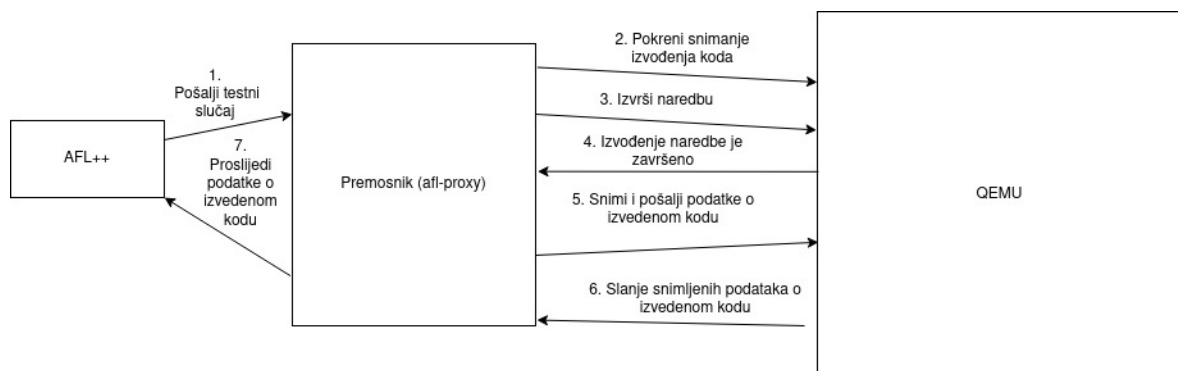 1.
Pošalji testni
slučaj
AFL++
7.
Proslijedi
podatke o
izvedenom
kodu
Premosnik (afl-proxy)
2. Pokreni snimanje
izvođenja koda
3. Izvrši naredbu
4. Izvođenje naredbe je
završeno
5. Snimi i pošalji podatke o
izvedenom kodu
6. Slanje snimljenih podataka o
izvedenom kodu
QEMU